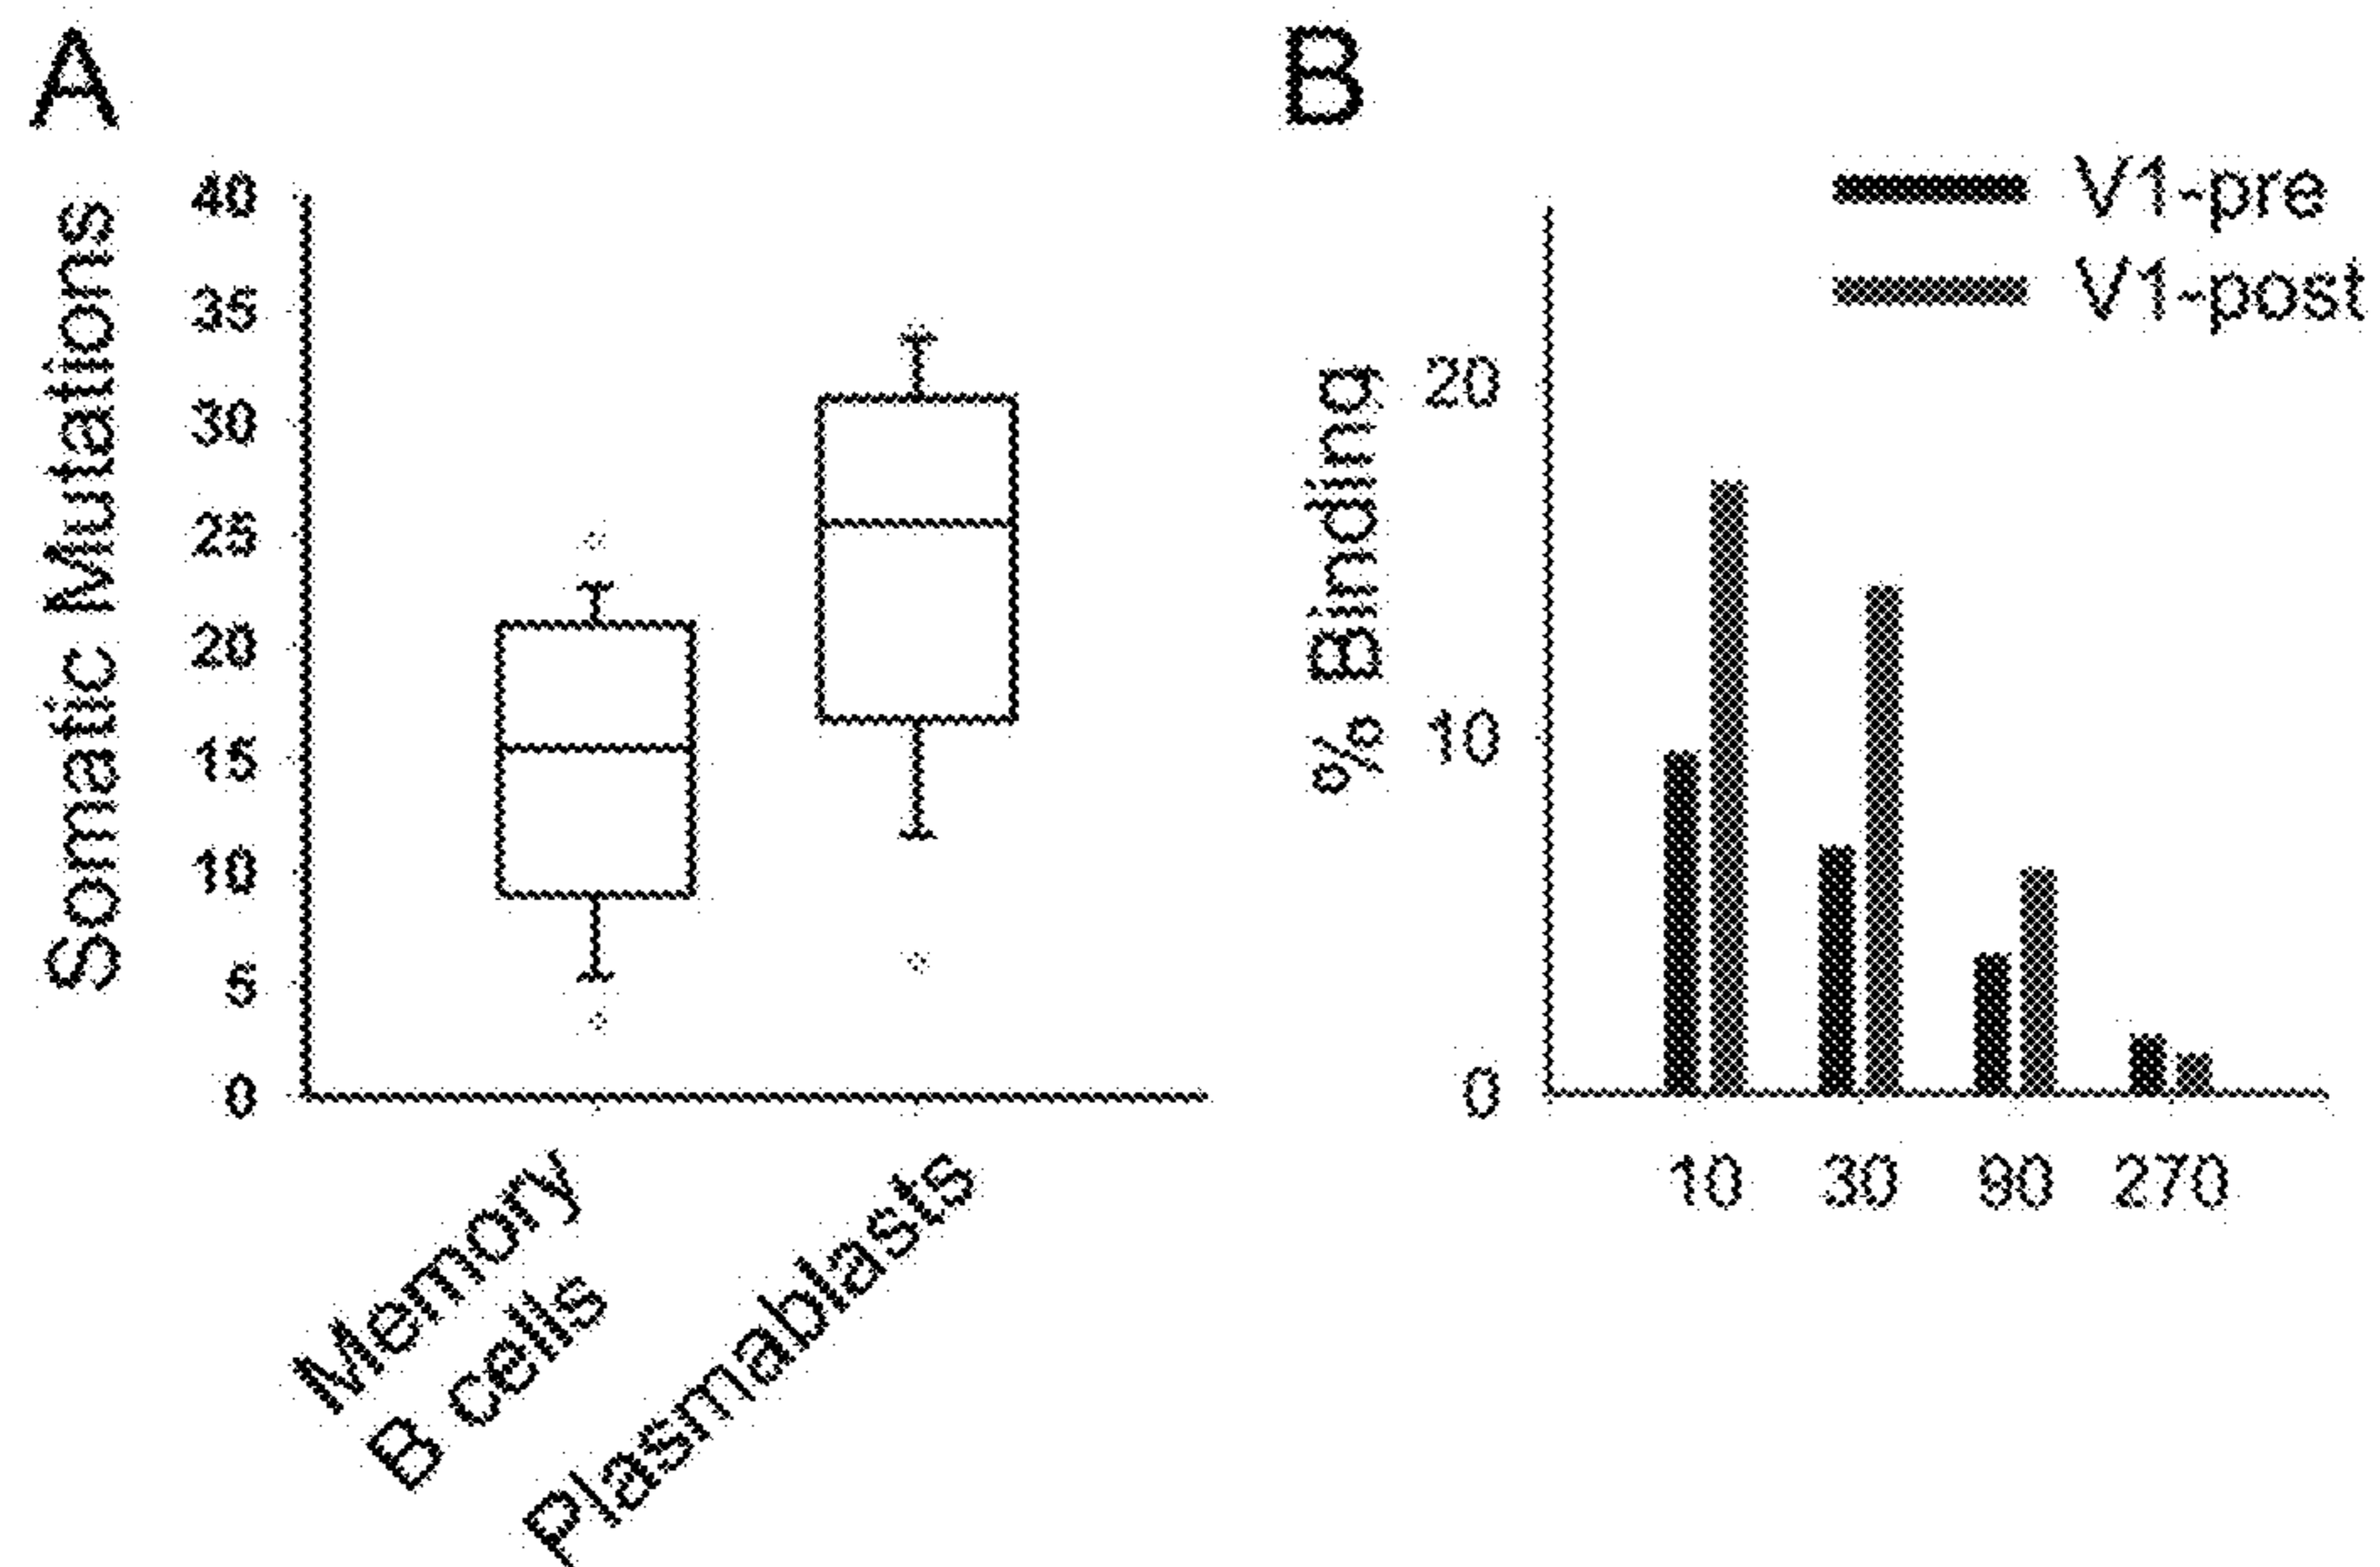 A
Somatic Mutations
40
35
30
25
20
15
10
5
0
Memory
B cells
Plasmablasts
B
V1-pre
V1-post
% Binding
20
10
0
10 30 90 270